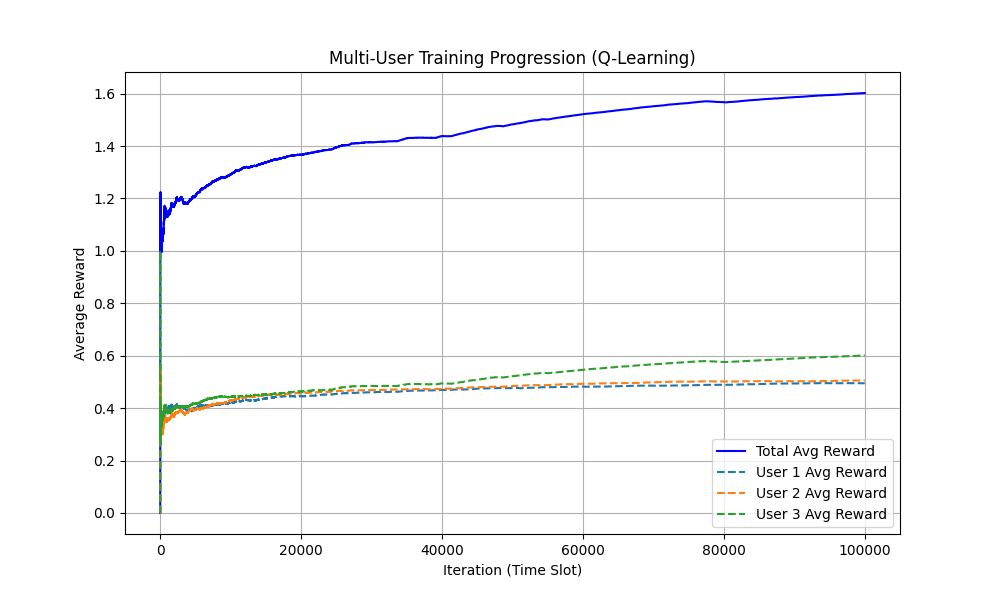 Multi-User Training Progression (Q-Learning)
Average Reward
1.6
1.4
1.2
1.0
0.8
0.6
0.4
0.2
0.0
Total Avg Reward
User 1 Avg Reward
User 2 Avg Reward
User 3 Avg Reward
0 20000 40000 60000 80000 100000
Iteration (Time Slot)